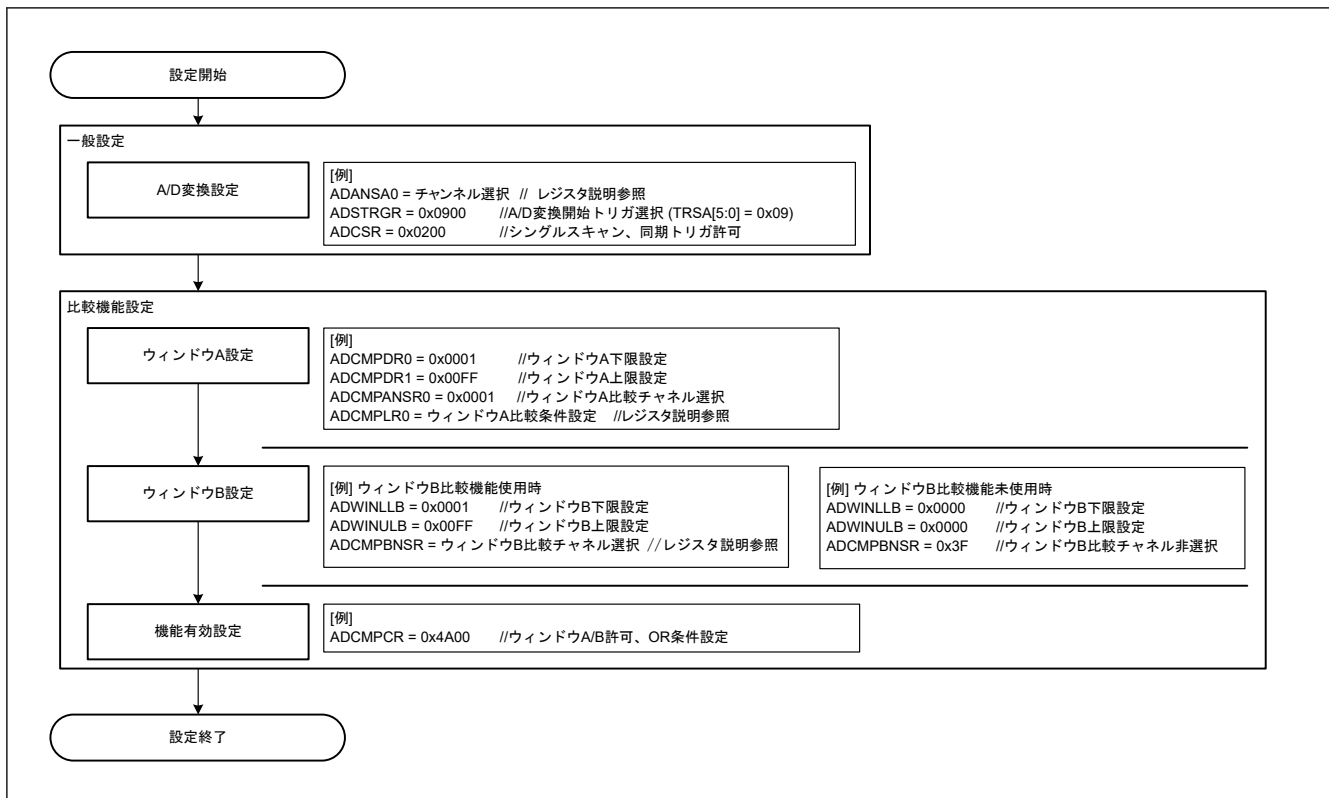 設定開始
一般設定
A/D変換設定
[例]
ADANSA0 = チャンネル選択 // レジスタ説明参照
ADSTRGR = 0x0900 //A/D変換開始トリガ選択 (TRSA[5:0] = 0x09)
ADCSR = 0x0200 //シングルスキャン、同期トリガ許可
比較機能設定
ウィンドウA設定
[例]
ADCMPDR0 = 0x0001 //ウィンドウA下限設定
ADCMPDR1 = 0x00FF //ウィンドウA上限設定
ADCMPANSR0 = 0x0001 //ウィンドウA比較チャネル選択
ADCMPLR0 = ウィンドウA比較条件設定 //レジスタ説明参照
ウィンドウB設定
[例] ウィンドウB比較機能使用時
ADWINLLB = 0x0001 //ウィンドウB下限設定
ADWINULB = 0x00FF //ウィンドウB上限設定
ADCMPBNSR = ウィンドウB比較チャネル選択 //レジスタ説明参照
[例] ウィンドウB比較機能未使用時
ADWINLLB = 0x0000 //ウィンドウB下限設定
ADWINULB = 0x0000 //ウィンドウB上限設定
ADCMPBNSR = 0x3F //ウィンドウB比較チャネル非選択
機能有効設定
[例]
ADCMPCR = 0x4A00 //ウィンドウA/B許可、OR条件設定
設定終了